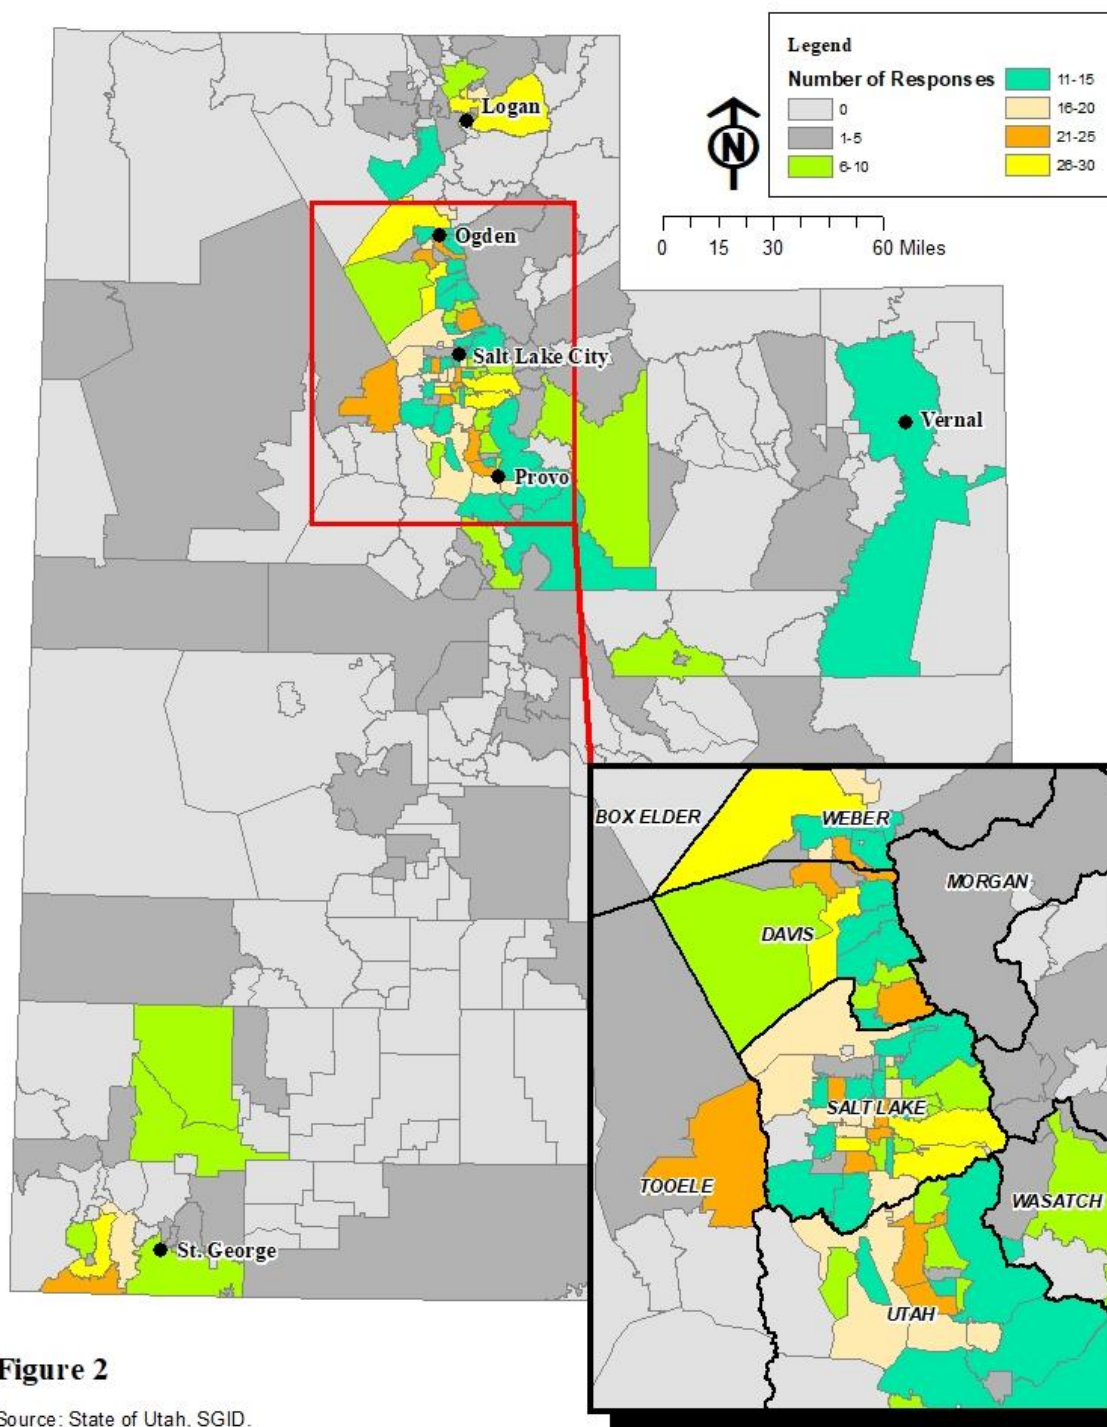 Legend
Number of Responses
0
1-5
6-10
11-15
16-20
21-25
26-30
N
0 15 30 60 Miles
Logan
Ogden
Salt Lake City
Vernal
Provo
St. George
BOX ELDER
WEBER
MORGAN
DAVIS
SALT LAKE
TOOELE
WASATCH
UTAH
Figure 2
Source: State of Utah, SGID.